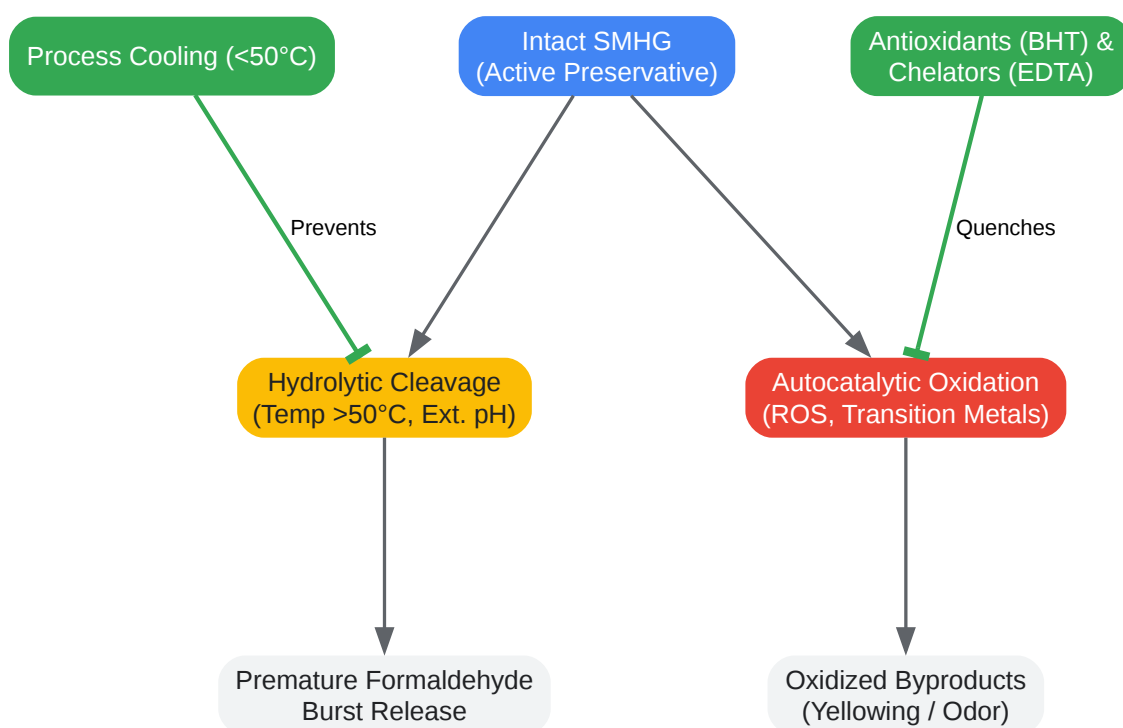 Process Cooling (<50°C)
Intact SMHG
(Active Preservative)
Antioxidants (BHT) &
Chelators (EDTA)
Prevents
Quenches
Hydrolytic Cleavage
(Temp >50°C, Ext. pH)
Autocatalytic Oxidation
(ROS, Transition Metals)
Premature Formaldehyde
Burst Release
Oxidized Byproducts
(Yellowing / Odor)